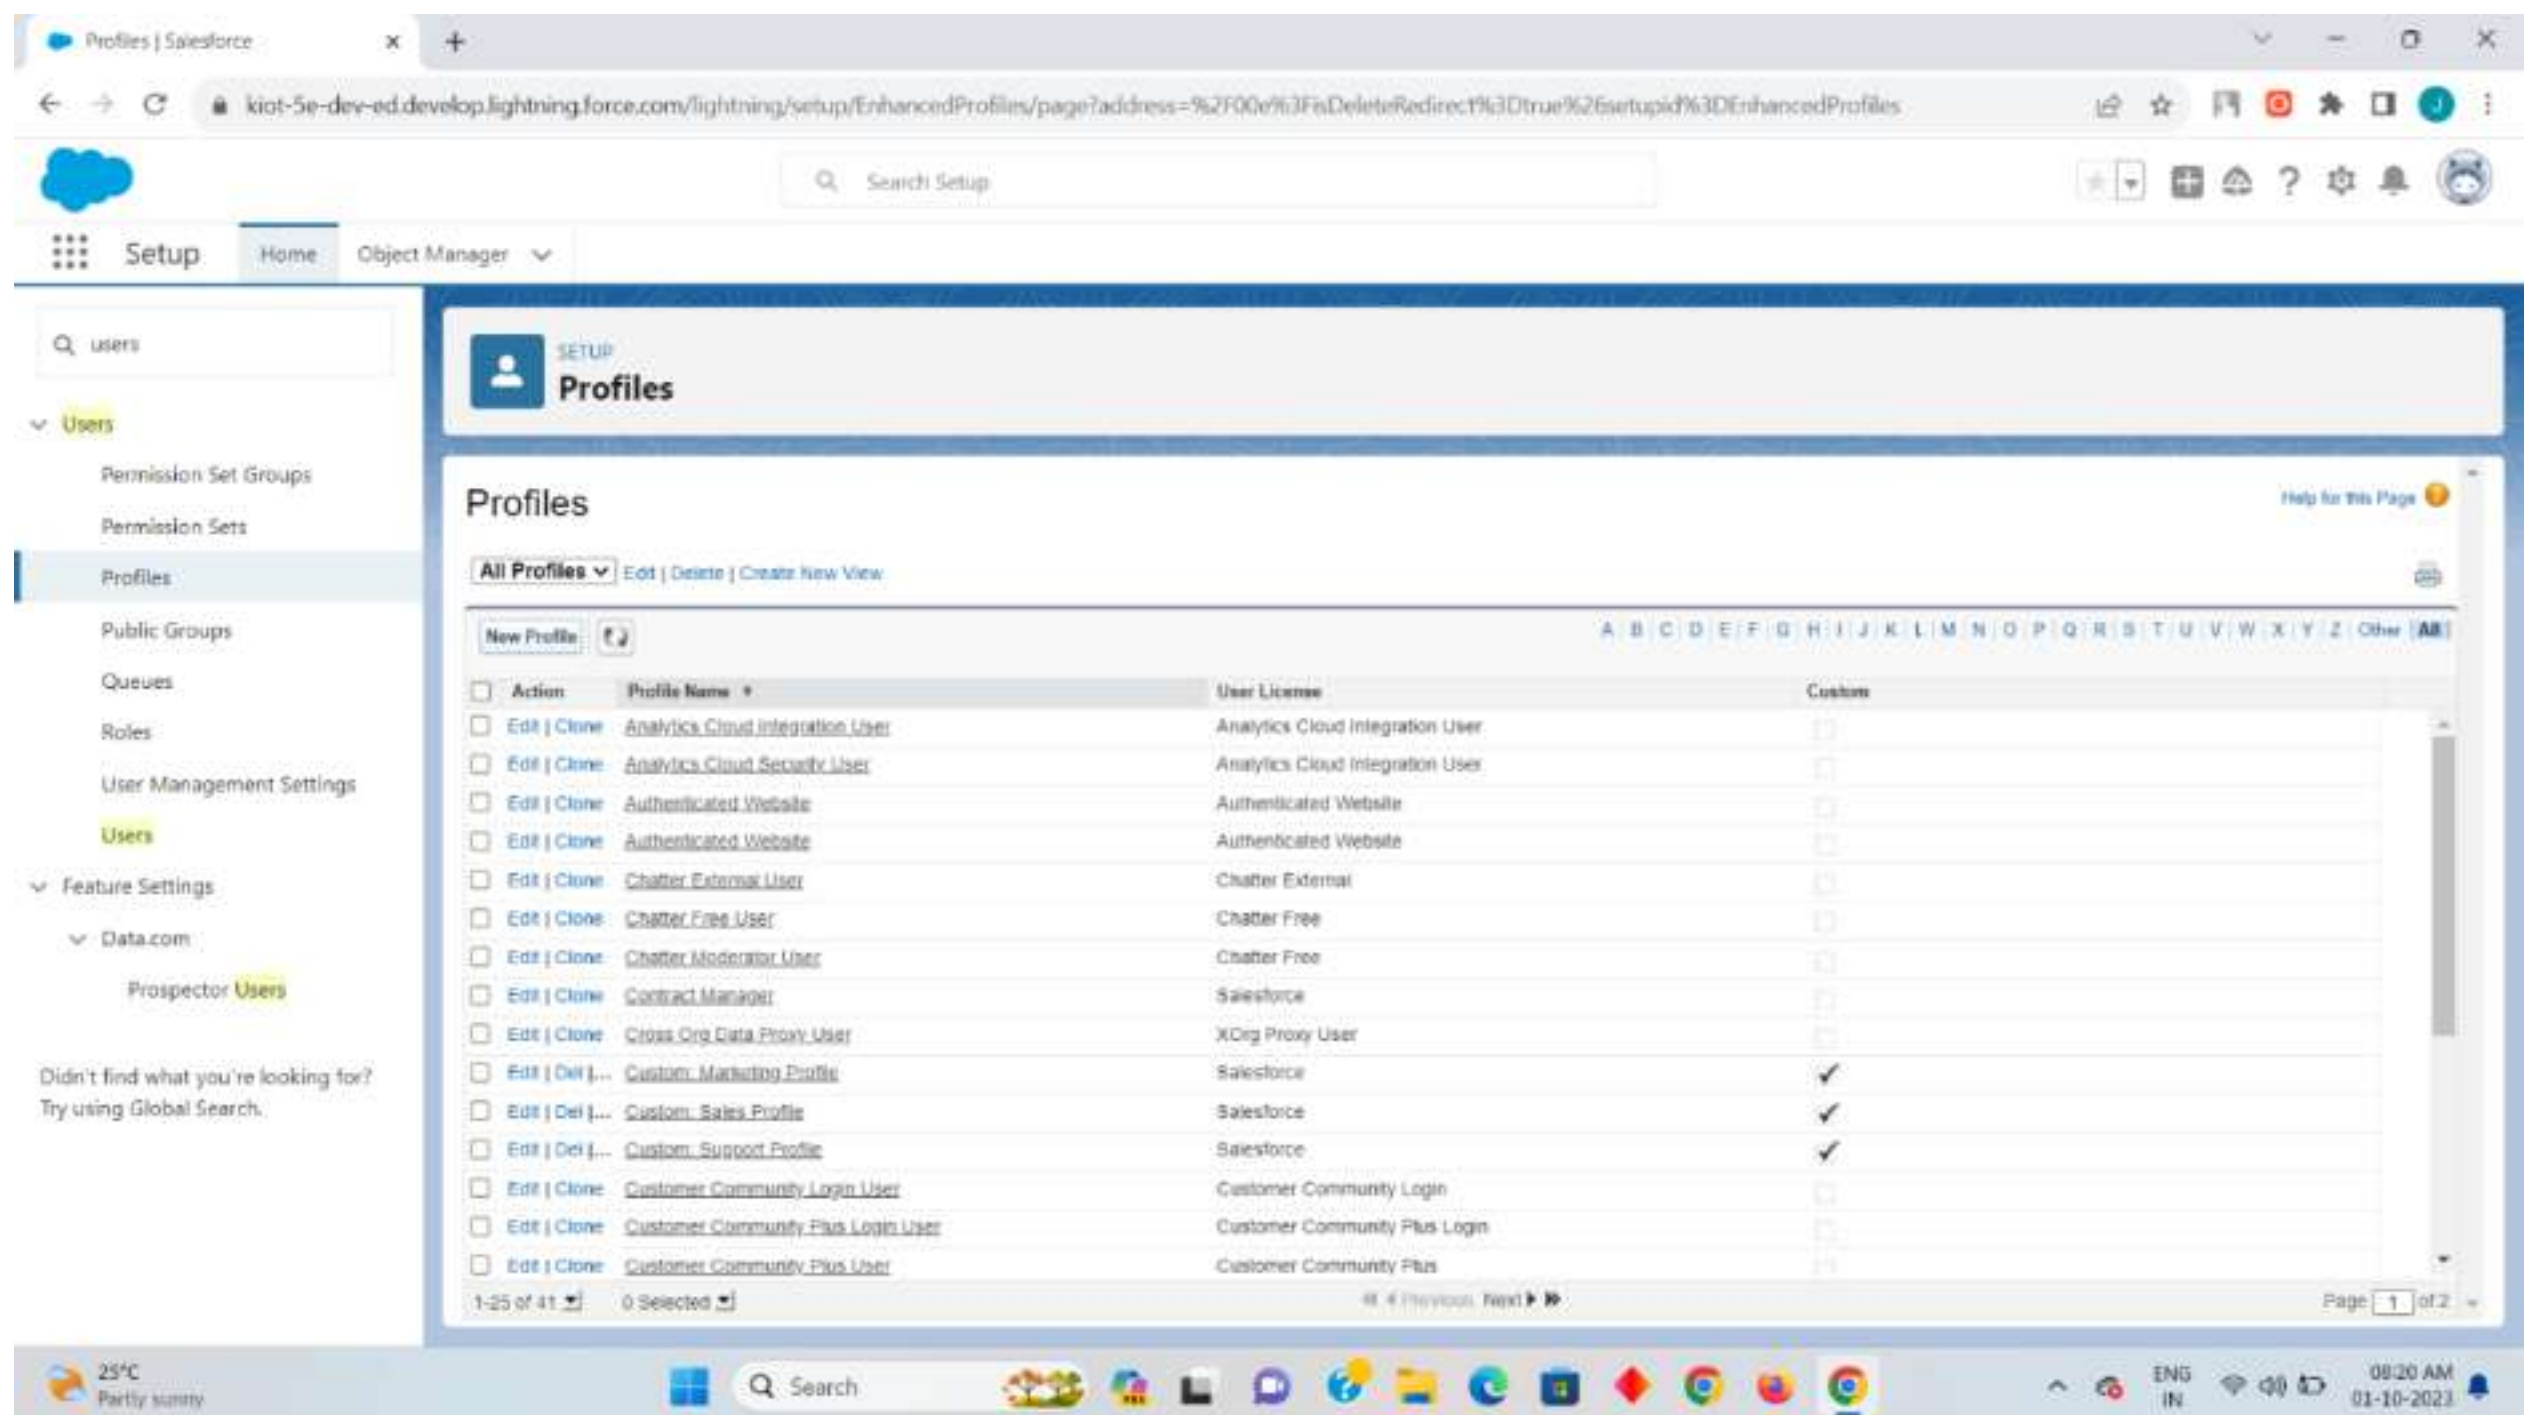 Profiles | Salesforce
kiot-5e-dev-ed.develop.lightning.force.com/lightning/setup/EnhancedProfiles/page?address=%2F00e%3FisDeleteRedirect%3Dtrue%26setupid%3DEnhancedProfiles
J
Search Setup
Setup
Home
Object Manager
users
Users
Permission Set Groups
Permission Sets
Profiles
Public Groups
Queues
Roles
User Management Settings
Users
Feature Settings
Data.com
Prospector Users
Didn't find what you're looking for?
Try using Global Search.
SETUP
Profiles
Profiles
Help for this Page
All Profiles Edit | Delete | Create New View
New Profile
A | B | C | D | E | F | G | H | I | J | K | L | M | N | O | P | Q | R | S | T | U | V | W | X | Y | Z | Other | All
Action Profile Name User License Custom
Edit | Clone Analytics Cloud Integration User Analytics Cloud Integration User
Edit | Clone Analytics Cloud Security User Analytics Cloud Integration User
Edit | Clone Authenticated Website Authenticated Website
Edit | Clone Authenticated Website Authenticated Website
Edit | Clone Chatter External User Chatter External
Edit | Clone Chatter Free User Chatter Free
Edit | Clone Chatter Moderator User Chatter Free
Edit | Clone Contract Manager Salesforce
Edit | Clone Cross Org Data Proxy User XOrg Proxy User
Edit | Del |... Custom: Marketing Profile Salesforce
Edit | Del |... Custom: Sales Profile Salesforce
Edit | Del |... Custom: Support Profile Salesforce
Edit | Clone Customer Community Login User Customer Community Login
Edit | Clone Customer Community Plus Login User Customer Community Plus Login
Edit | Clone Customer Community Plus User Customer Community Plus
1-25 of 41 0 Selected Previous Next Page 1 of 2
25°C
Partly sunny
Search
ENG
IN
08:20 AM
01-10-2023